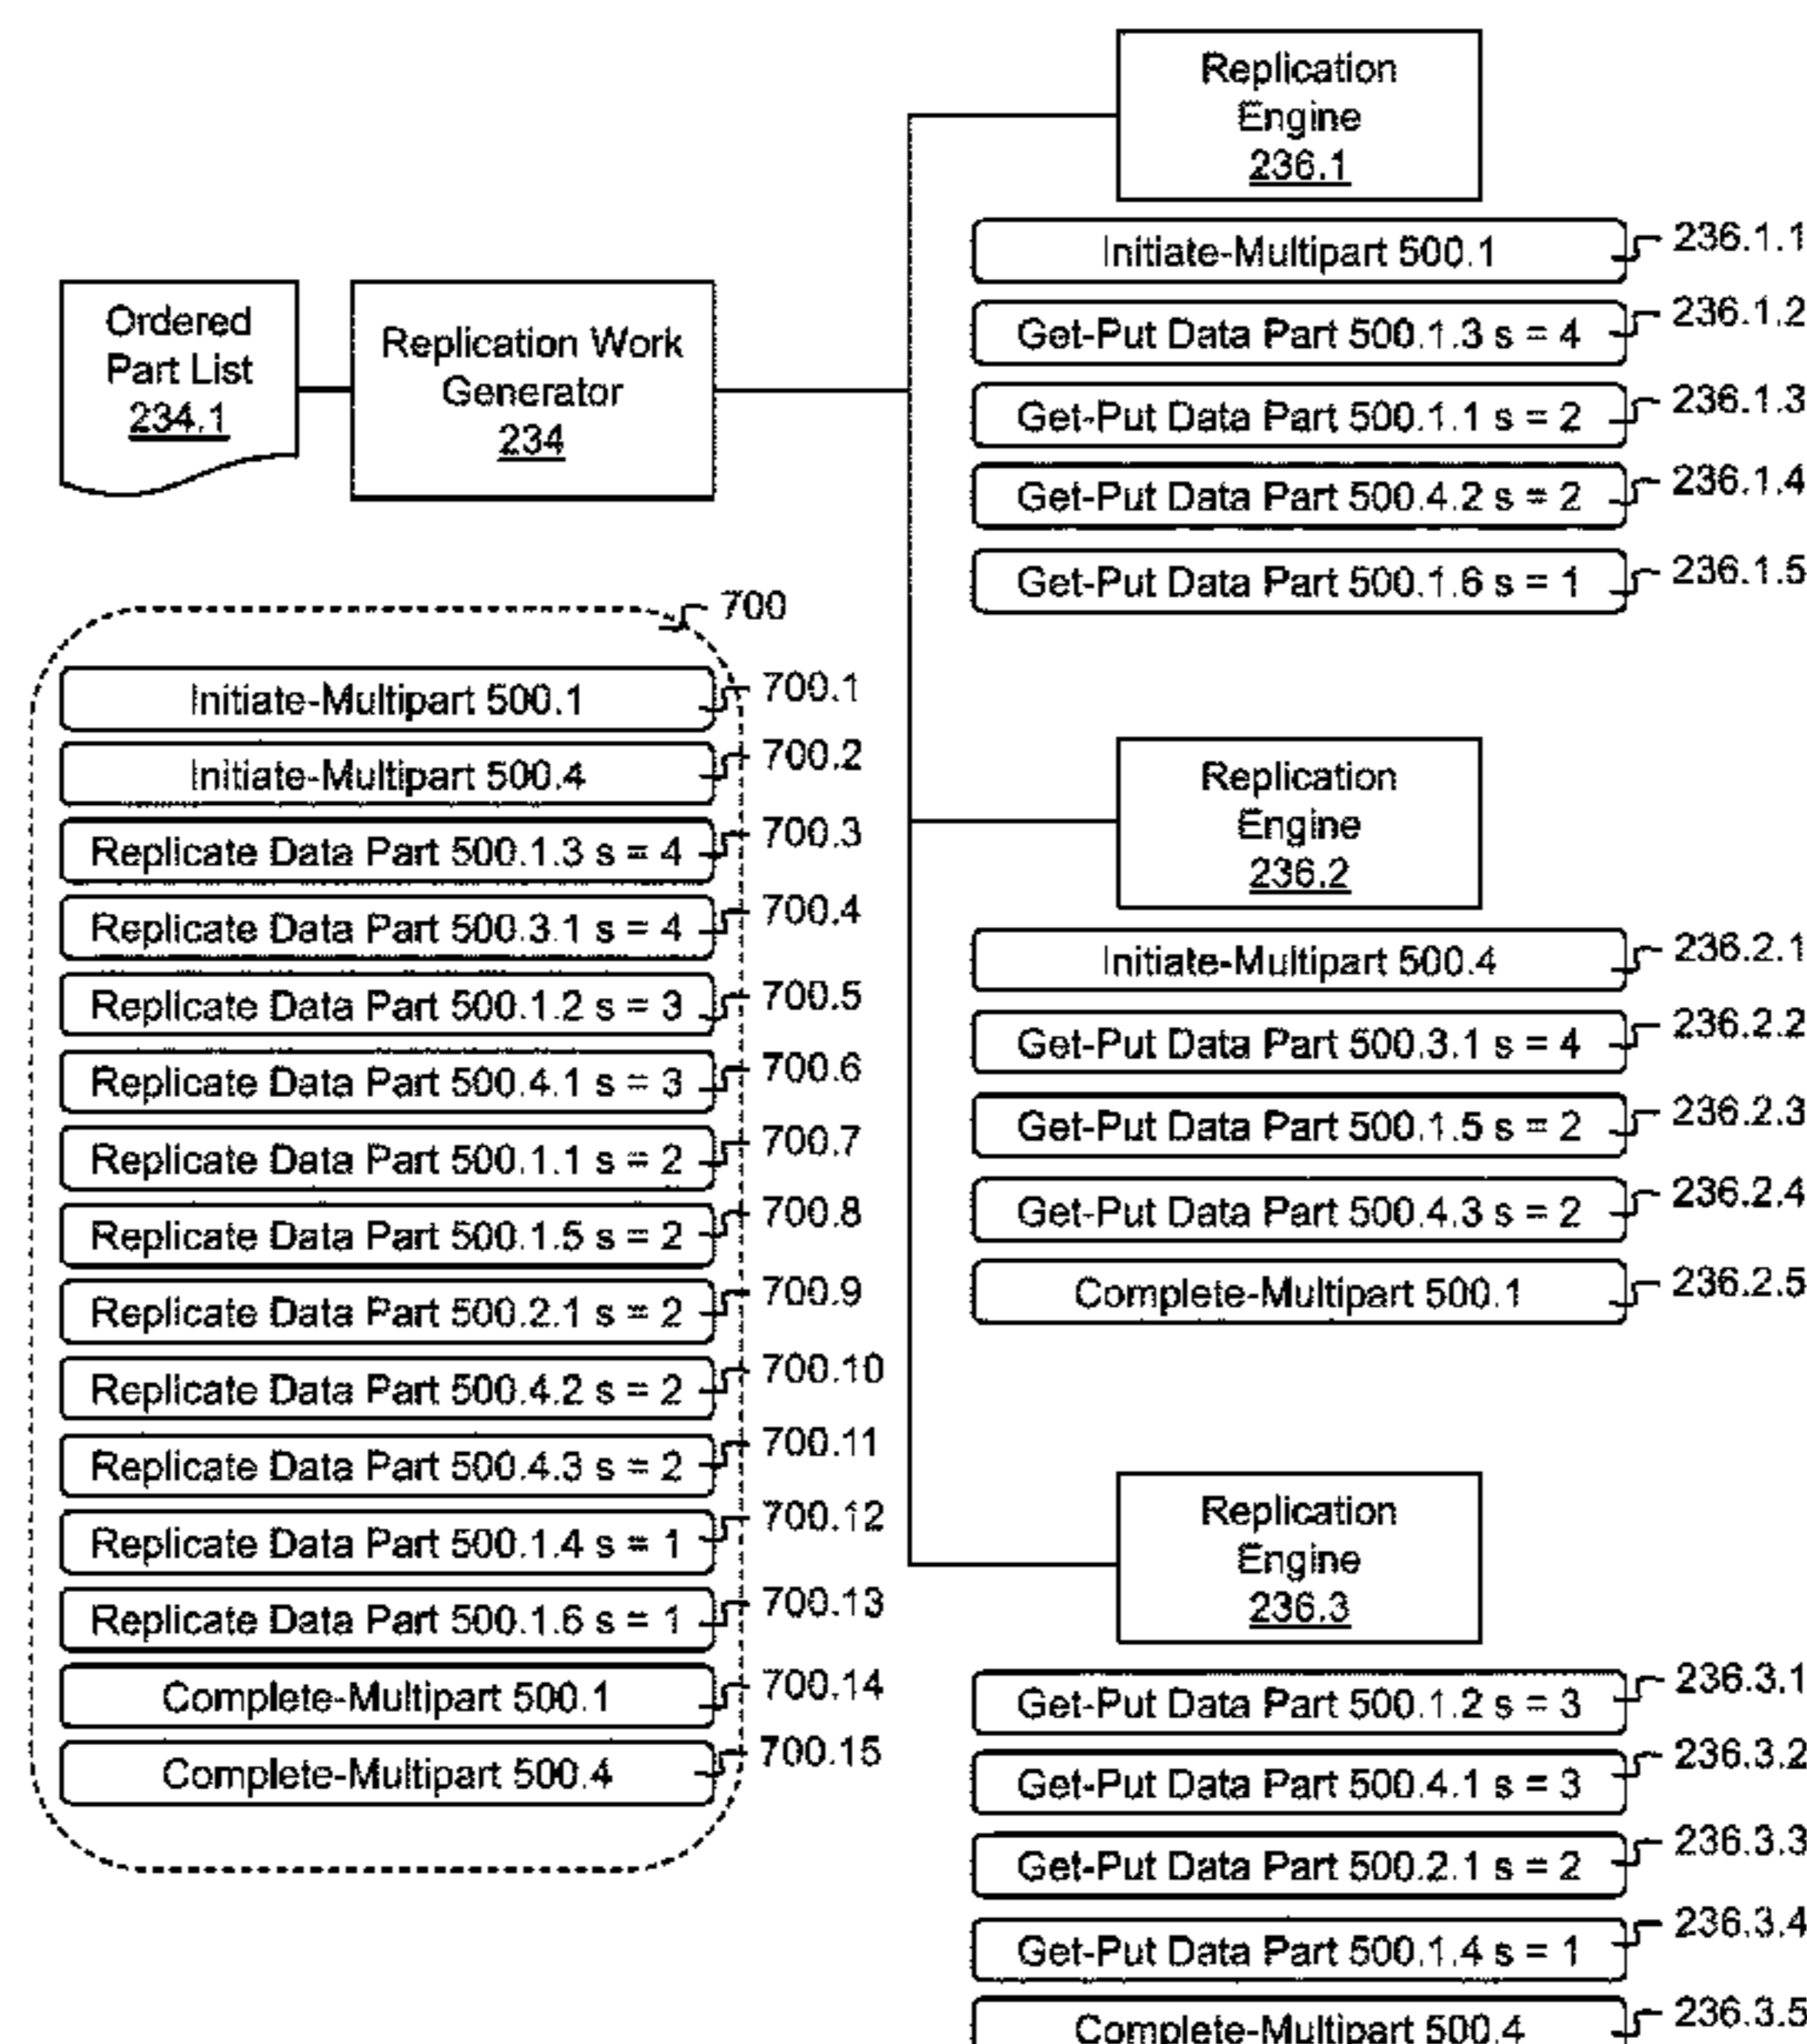 Ordered
Part List
234.1
Replication Work
Generator
234
700
Initiate-Multipart 500.1
700.1
Initiate-Multipart 500.4
700.2
Replicate Data Part 500.1.3 s = 4
700.3
Replicate Data Part 500.3.1 s = 4
700.4
Replicate Data Part 500.1.2 s = 3
700.5
Replicate Data Part 500.4.1 s = 3
700.6
Replicate Data Part 500.1.1 s = 2
700.7
Replicate Data Part 500.1.5 s = 2
700.8
Replicate Data Part 500.2.1 s = 2
700.9
Replicate Data Part 500.4.2 s = 2
700.10
Replicate Data Part 500.4.3 s = 2
700.11
Replicate Data Part 500.1.4 s = 1
700.12
Replicate Data Part 500.1.6 s = 1
700.13
Complete-Multipart 500.1
700.14
Complete-Multipart 500.4
700.15
Replication
Engine
236.1
Initiate-Multipart 500.1
236.1.1
Get-Put Data Part 500.1.3 s = 4
236.1.2
Get-Put Data Part 500.1.1 s = 2
236.1.3
Get-Put Data Part 500.4.2 s = 2
236.1.4
Get-Put Data Part 500.1.6 s = 1
236.1.5
Replication
Engine
236.2
Initiate-Multipart 500.4
236.2.1
Get-Put Data Part 500.3.1 s = 4
236.2.2
Get-Put Data Part 500.1.5 s = 2
236.2.3
Get-Put Data Part 500.4.3 s = 2
236.2.4
Complete-Multipart 500.1
236.2.5
Replication
Engine
236.3
Get-Put Data Part 500.1.2 s = 3
236.3.1
Get-Put Data Part 500.4.1 s = 3
236.3.2
Get-Put Data Part 500.2.1 s = 2
236.3.3
Get-Put Data Part 500.1.4 s = 1
236.3.4
Complete-Multipart 500.4
236.3.5